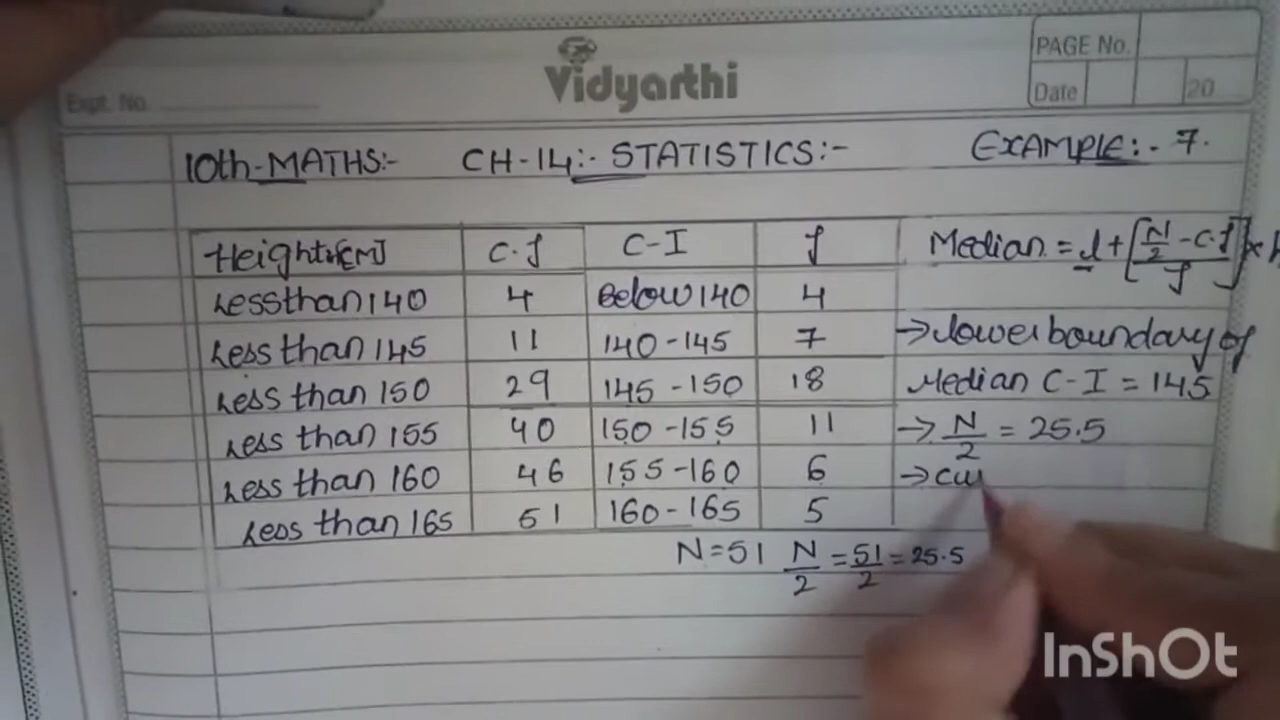 Vidyarthi
PAGE No.
Expt. No.
Date 20
10th-MATHS:- CH-14:- STATISTICS:- EXAMPLE:- 7.
Height[CM] C.f C-I f
Less than 140 4 Below 140 4
Less than 145 11 140-145 7
Less than 150 29 145-150 18
Less than 155 40 150-155 11
Less than 160 46 155-160 6
Less than 165 51 160-165 5
N=51 N/2 = 51/2 = 25.5
Median = l+[N/2 - C.f/f]×h
→lower boundary of
Median C-I = 145
→ N/2 = 25.5
→ Cu
InShOt